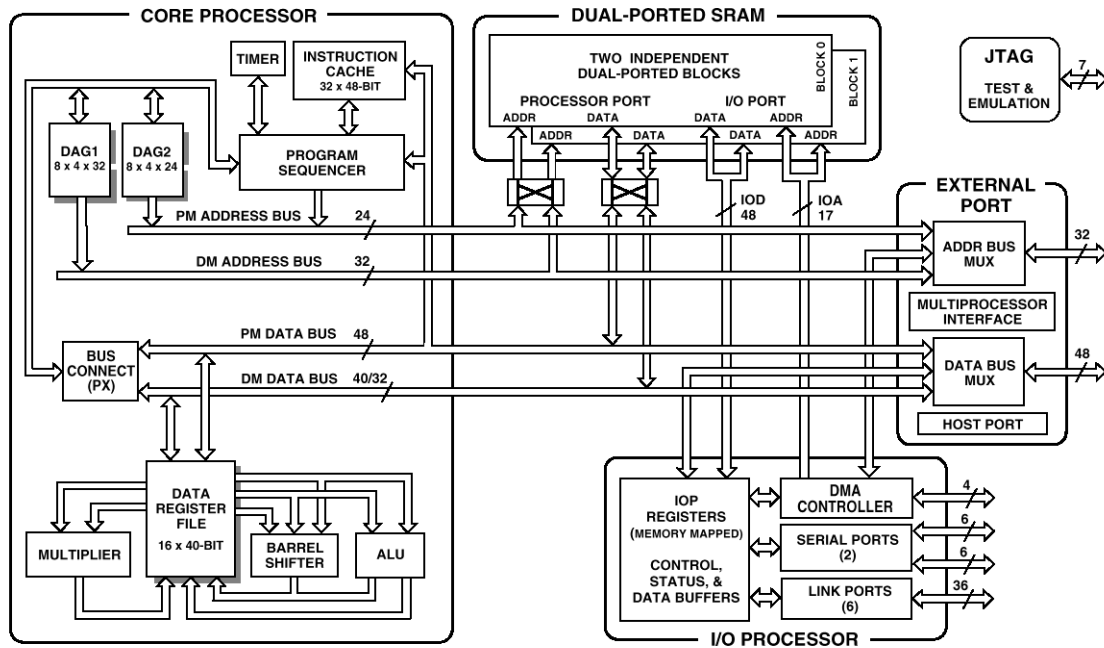 CORE PROCESSOR
TIMER
INSTRUCTION
CACHE
32 x 48-BIT
DAG1
8 x 4 x 32
DAG2
8 x 4 x 24
PROGRAM
SEQUENCER
PM ADDRESS BUS 24
DM ADDRESS BUS 32
PM DATA BUS 48
BUS
CONNECT
(PX)
DM DATA BUS 40/32
DATA
REGISTER
FILE
16 x 40-BIT
MULTIPLIER
BARREL
SHIFTER
ALU
DUAL-PORTED SRAM
TWO INDEPENDENT
DUAL-PORTED BLOCKS
BLOCK 0
BLOCK 1
PROCESSOR PORT
I/O PORT
ADDR DATA DATA ADDR
ADDR DATA DATA ADDR
IOD
48
IOA
17
JTAG
TEST &
EMULATION
7
EXTERNAL
PORT
ADDR BUS
MUX
32
MULTIPROCESSOR
INTERFACE
DATA BUS
MUX
48
HOST PORT
IOP
REGISTERS
(MEMORY MAPPED)
CONTROL,
STATUS, &
DATA BUFFERS
DMA
CONTROLLER
4
SERIAL PORTS
(2)
6
6
LINK PORTS
(6)
36
I/O PROCESSOR